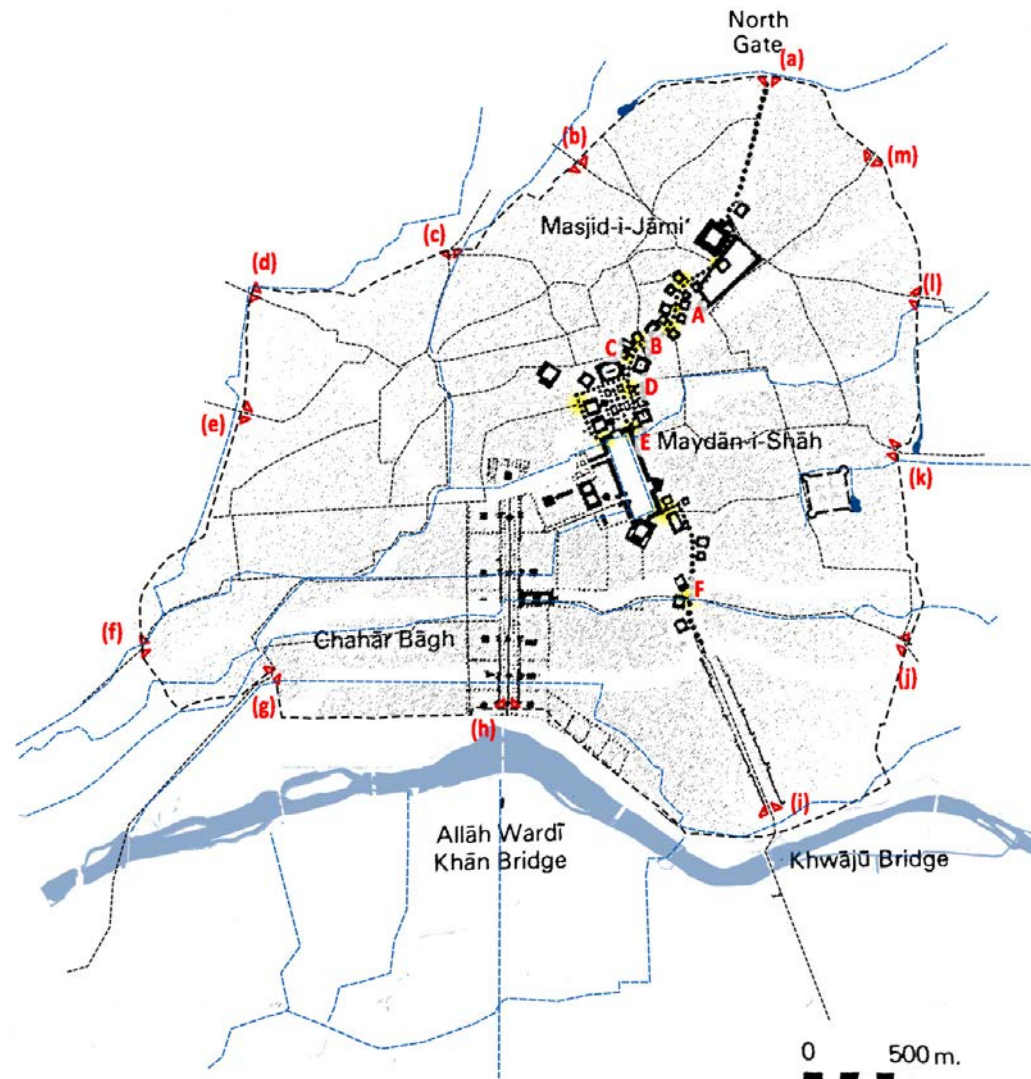 North
Gate
(a)
(b)
(m)
Masjid-i-Jāmi'
(c)
(d)
(l)
A
C
B
D
(e)
E
Maydān-i-Shāh
(k)
F
(f)
Chahār Bāgh
(j)
(g)
(h)
(i)
Allāh Wardī
Khān Bridge
Khwājū Bridge
0 500 m.